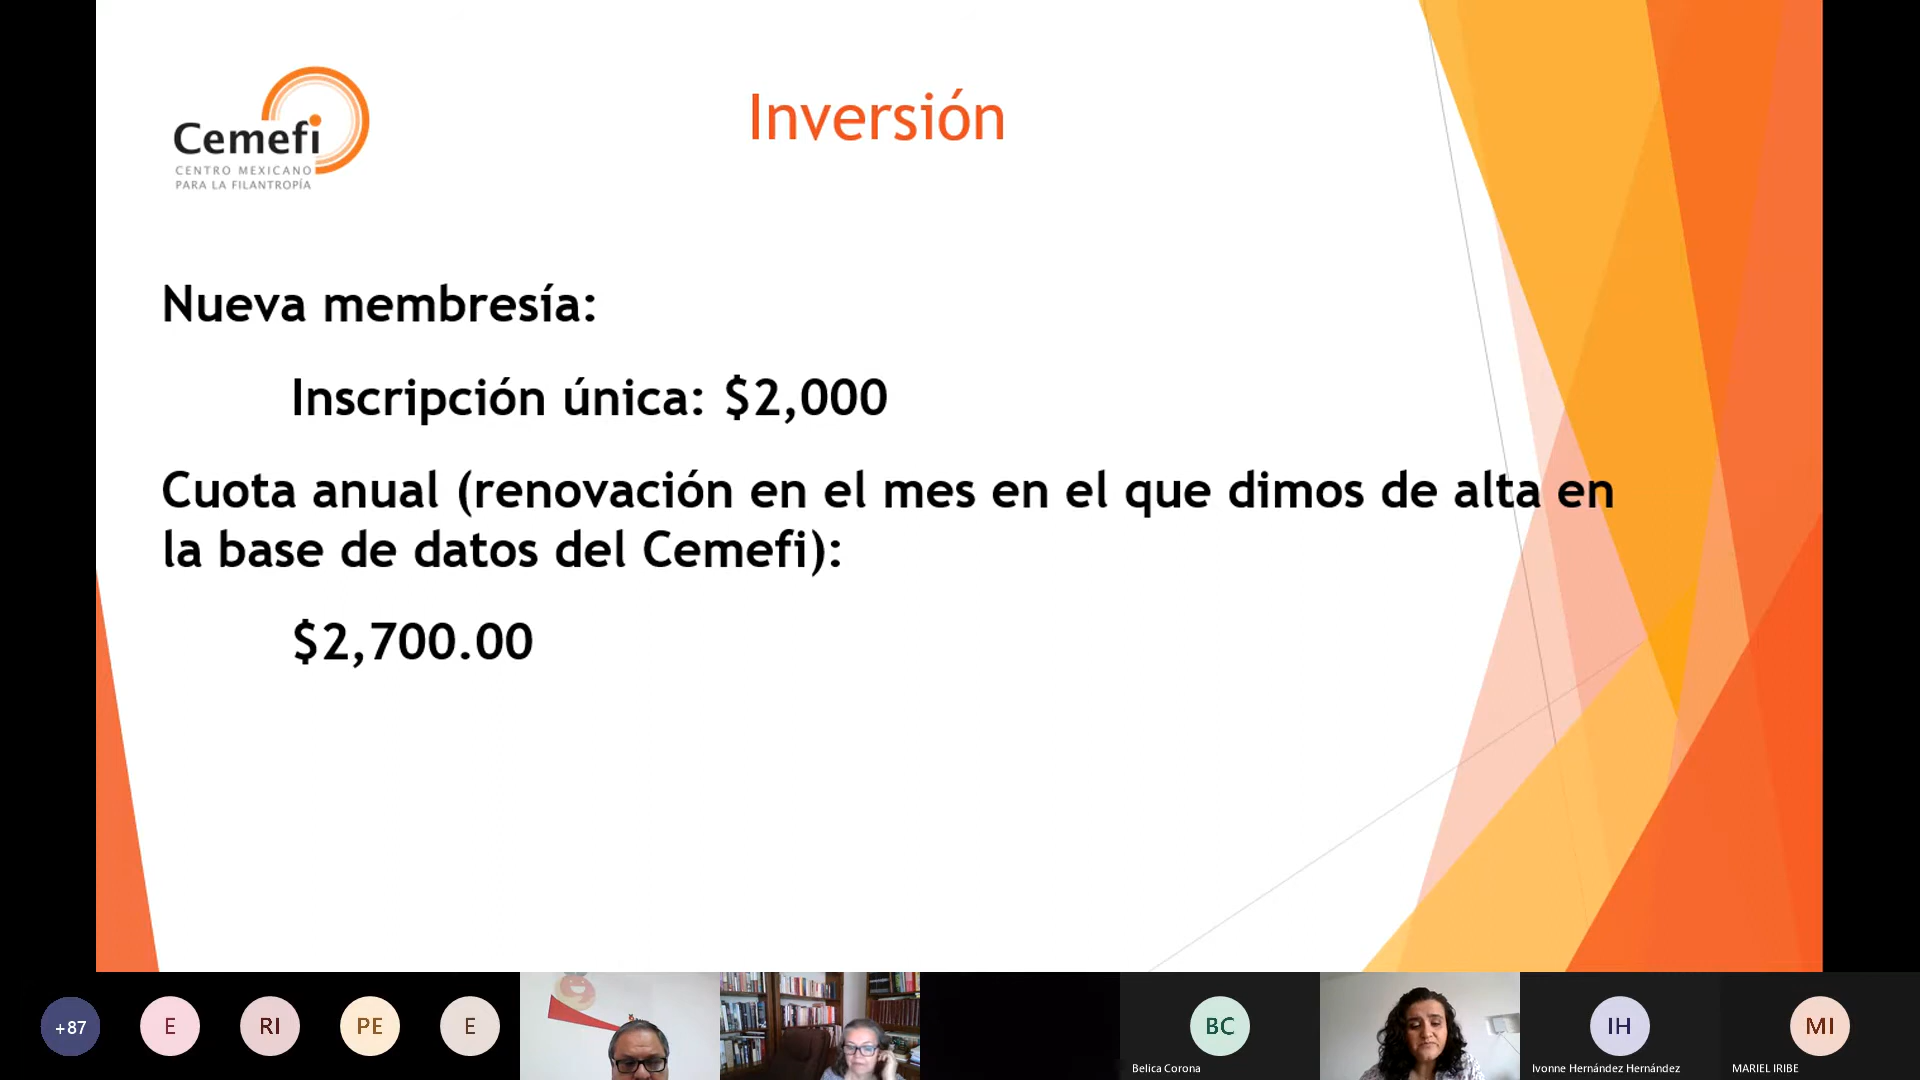 Cemefi
CENTRO MEXICANO
PARA LA FILANTROPÍA
Inversión
Nueva membresía:
Inscripción única: $2,000
Cuota anual (renovación en el mes en el que dimos de alta en
la base de datos del Cemefi):
$2,700.00
+87
E
RI
PE
E
BC
Belica Corona
IH
Ivonne Hernández Hernández
MI
MARIEL IRIBE